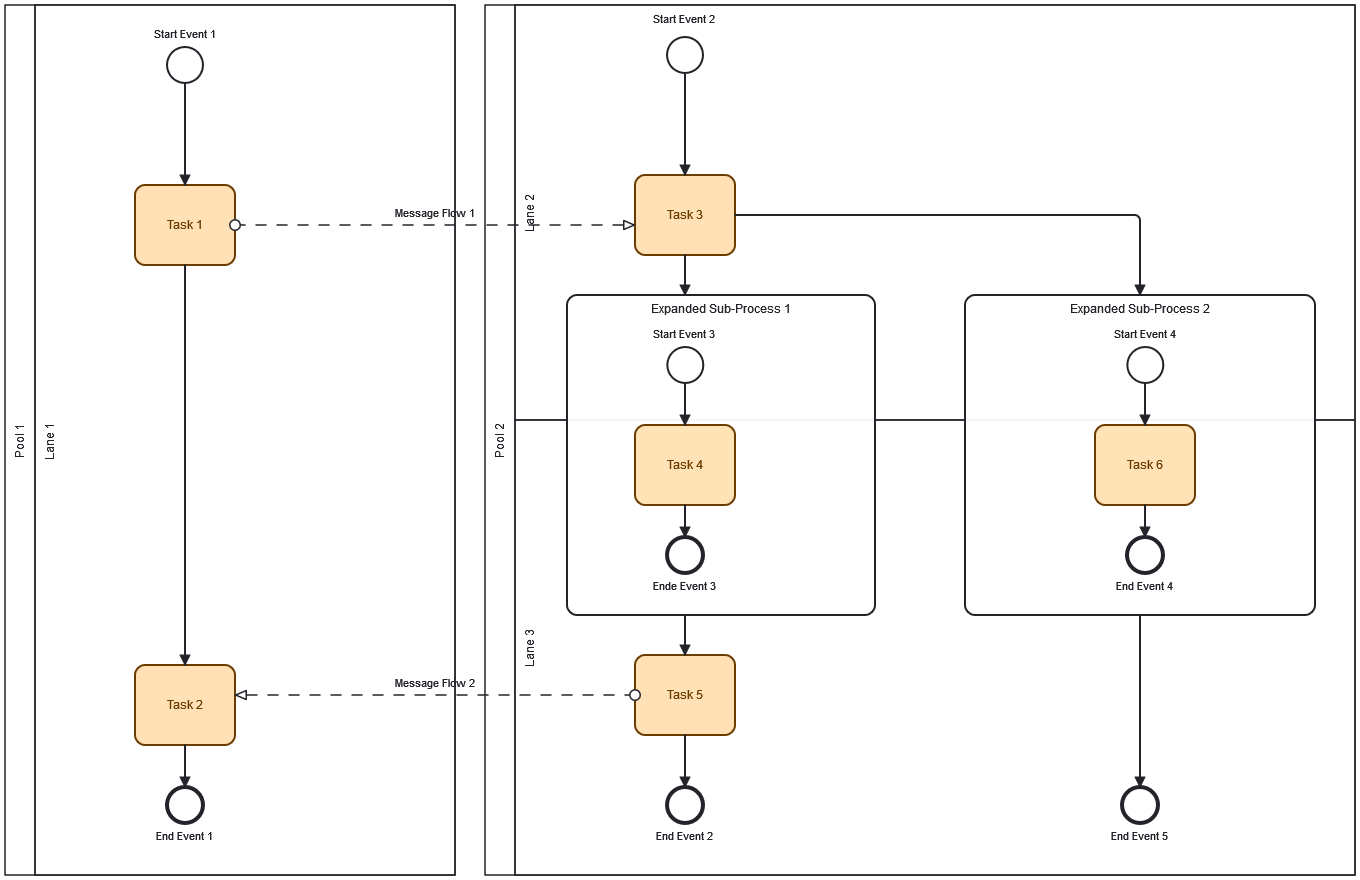 Pool 1
Lane 1
Start Event 1
Task 1
Task 2
End Event 1
Message Flow 1
Message Flow 2
Pool 2
Lane 2
Lane 3
Start Event 2
Task 3
Expanded Sub-Process 1
Start Event 3
Task 4
Ende Event 3
Task 5
End Event 2
Expanded Sub-Process 2
Start Event 4
Task 6
End Event 4
End Event 5